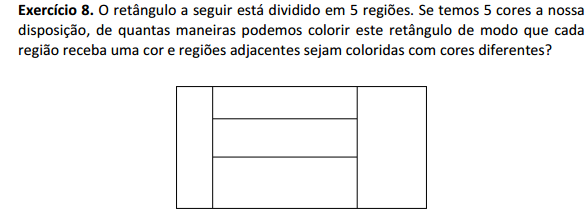 Exercício 8. O retângulo a seguir está dividido em 5 regiões. Se temos 5 cores a nossa
disposição, de quantas maneiras podemos colorir este retângulo de modo que cada
região receba uma cor e regiões adjacentes sejam coloridas com cores diferentes?